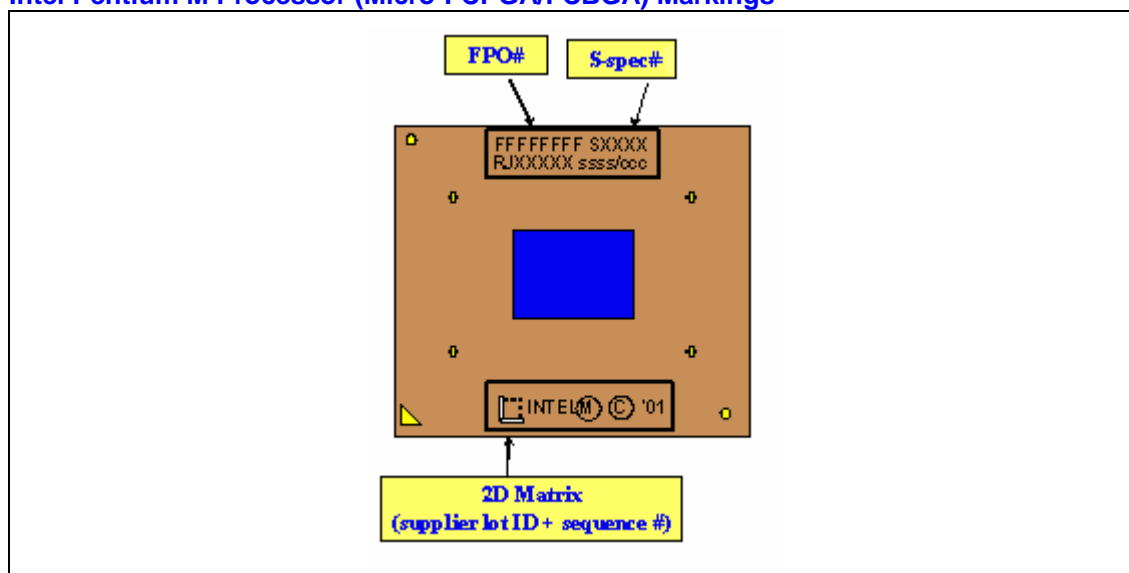 Intel Pentium M Processor (Micro-FCPGA/FCBGA) Markings
FPO#
S-spec#
FFFFFFFF SXXXX
RJXXXXX ssss/ccc
INTEL Ⓜ Ⓒ '01
2D Matrix
(supplier lot ID + sequence #)